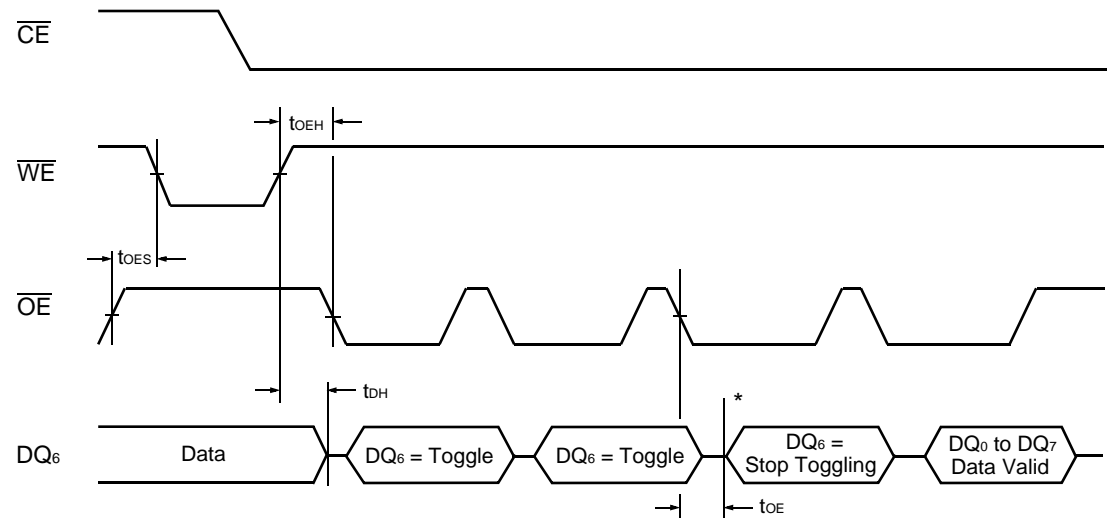 CE
tOEH
WE
tOES
OE
tDH
*
DQ6
Data
DQ6 = Toggle
DQ6 = Toggle
DQ6 =
Stop Toggling
DQ0 to DQ7
Data Valid
tOE